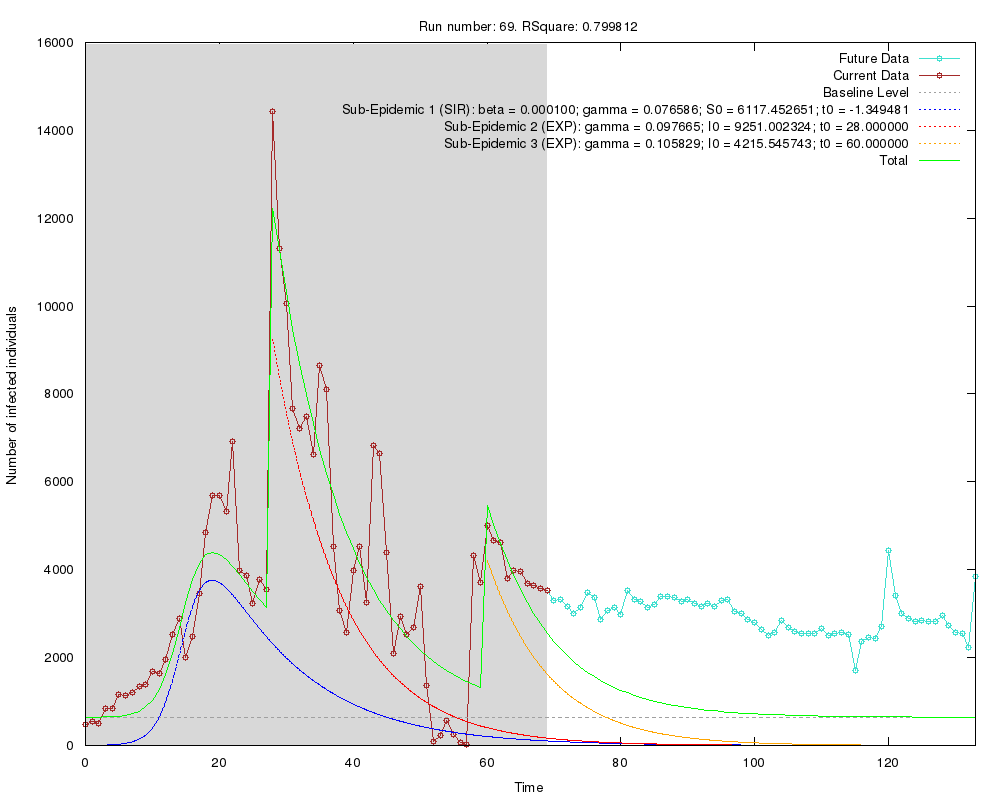 Run number: 69. RSquare: 0.799812
16000
14000
12000
10000
8000
6000
4000
2000
0
Number of infected individuals
Future Data
Current Data
Baseline Level
Sub-Epidemic 1 (SIR): beta = 0.000100; gamma = 0.076586; S0 = 6117.452651; t0 = -1.349481
Sub-Epidemic 2 (EXP): gamma = 0.097665; I0 = 9251.002324; t0 = 28.000000
Sub-Epidemic 3 (EXP): gamma = 0.105829; I0 = 4215.545743; t0 = 60.000000
Total
0 20 40 60 80 100 120
Time